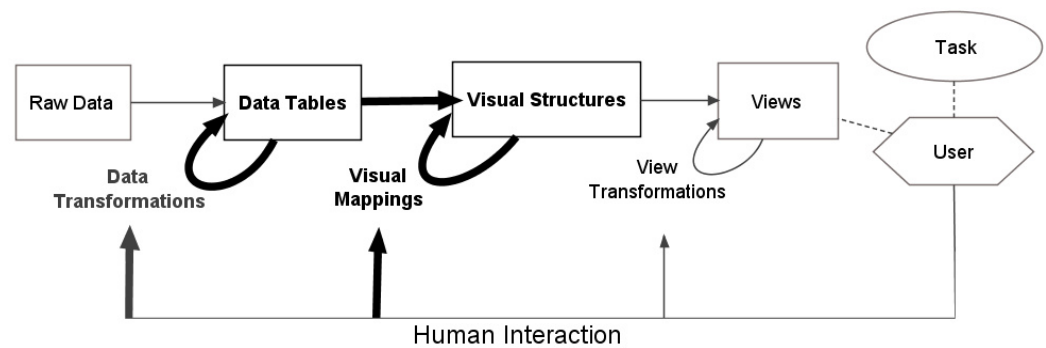 Task
Raw Data
Data Tables
Visual Structures
Views
User
Data
Transformations
Visual
Mappings
View
Transformations
Human Interaction